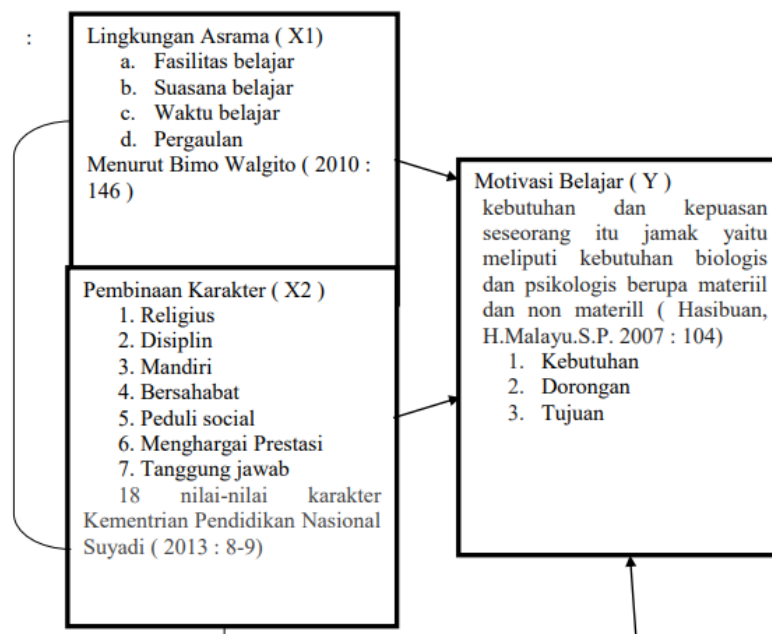 :
Lingkungan Asrama ( X1)
a. Fasilitas belajar
b. Suasana belajar
c. Waktu belajar
d. Pergaulan
Menurut Bimo Walgito ( 2010 :
146 )
Pembinaan Karakter ( X2 )
1. Religius
2. Disiplin
3. Mandiri
4. Bersahabat
5. Peduli social
6. Menghargai Prestasi
7. Tanggung jawab
18 nilai-nilai karakter
Kementrian Pendidikan Nasional
Suyadi ( 2013 : 8-9)
Motivasi Belajar ( Y )
kebutuhan dan kepuasan
seseorang itu jamak yaitu
meliputi kebutuhan biologis
dan psikologis berupa materiil
dan non materill ( Hasibuan,
H.Malayu.S.P. 2007 : 104)
1. Kebutuhan
2. Dorongan
3. Tujuan